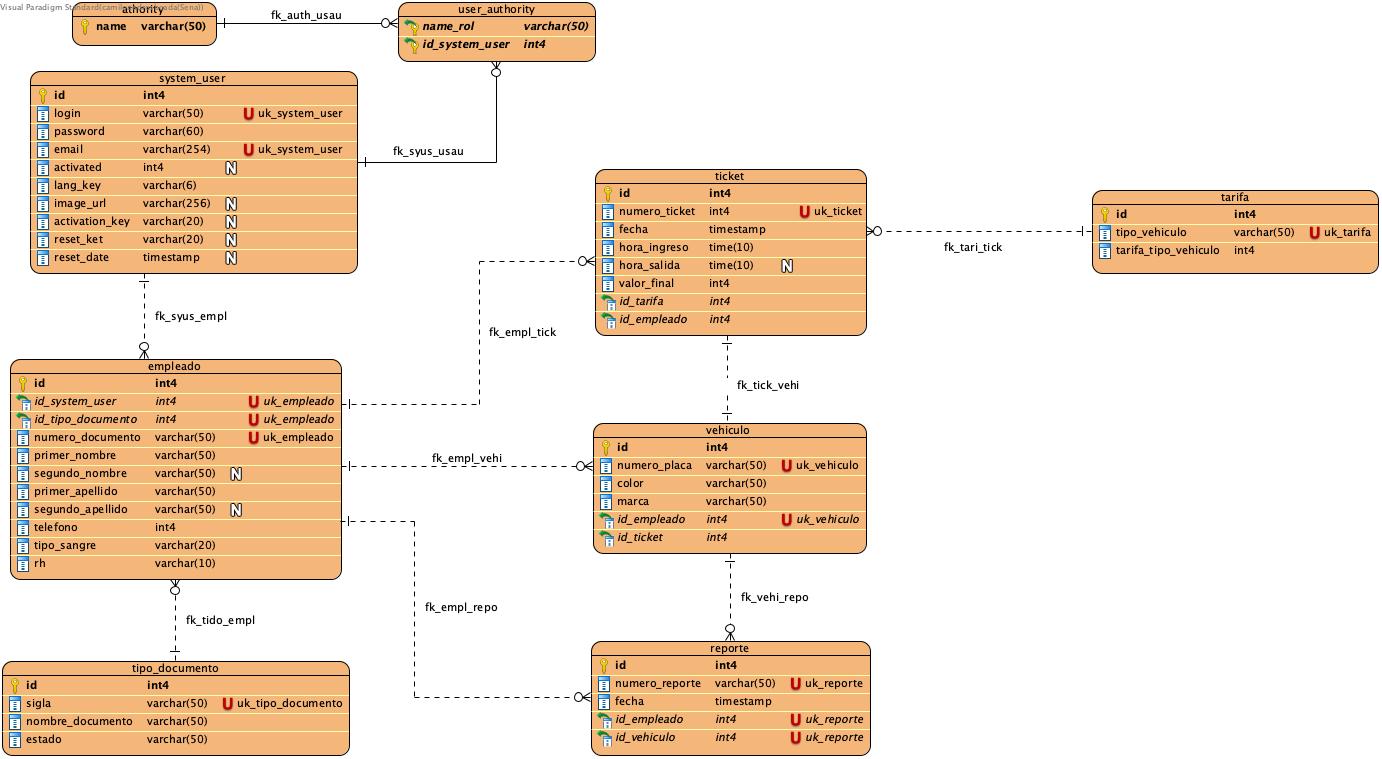 Visual Paradigm Standard(camil
(Sena))
athority
name varchar(50)
fk_auth_usau
user_authority
name_rol varchar(50)
id_system_user int4
system_user
id int4
login varchar(50) U uk_system_user
password varchar(60)
email varchar(254) U uk_system_user
activated int4 N
lang_key varchar(6)
image_url varchar(256) N
activation_key varchar(20) N
reset_ket varchar(20) N
reset_date timestamp N
fk_syus_usau
ticket
id int4
numero_ticket int4 U uk_ticket
fecha timestamp
hora_ingreso time(10)
hora_salida time(10) N
valor_final int4
id_tarifa int4
id_empleado int4
fk_tari_tick
tarifa
id int4
tipo_vehiculo varchar(50) U uk_tarifa
tarifa_tipo_vehiculo int4
fk_syus_empl
fk_empl_tick
fk_tick_vehi
empleado
id int4
id_system_user int4 U uk_empleado
id_tipo_documento int4 U uk_empleado
numero_documento varchar(50) U uk_empleado
primer_nombre varchar(50)
segundo_nombre varchar(50) N
primer_apellido varchar(50)
segundo_apellido varchar(50) N
telefono int4
tipo_sangre varchar(20)
rh varchar(10)
fk_empl_vehi
vehiculo
id int4
numero_placa varchar(50) U uk_vehiculo
color varchar(50)
marca varchar(50)
id_empleado int4 U uk_vehiculo
id_ticket int4
fk_tido_empl
fk_empl_repo
fk_vehi_repo
tipo_documento
id int4
sigla varchar(50) U uk_tipo_documento
nombre_documento varchar(50)
estado varchar(50)
reporte
id int4
numero_reporte varchar(50) U uk_reporte
fecha timestamp
id_empleado int4 U uk_reporte
id_vehiculo int4 U uk_reporte